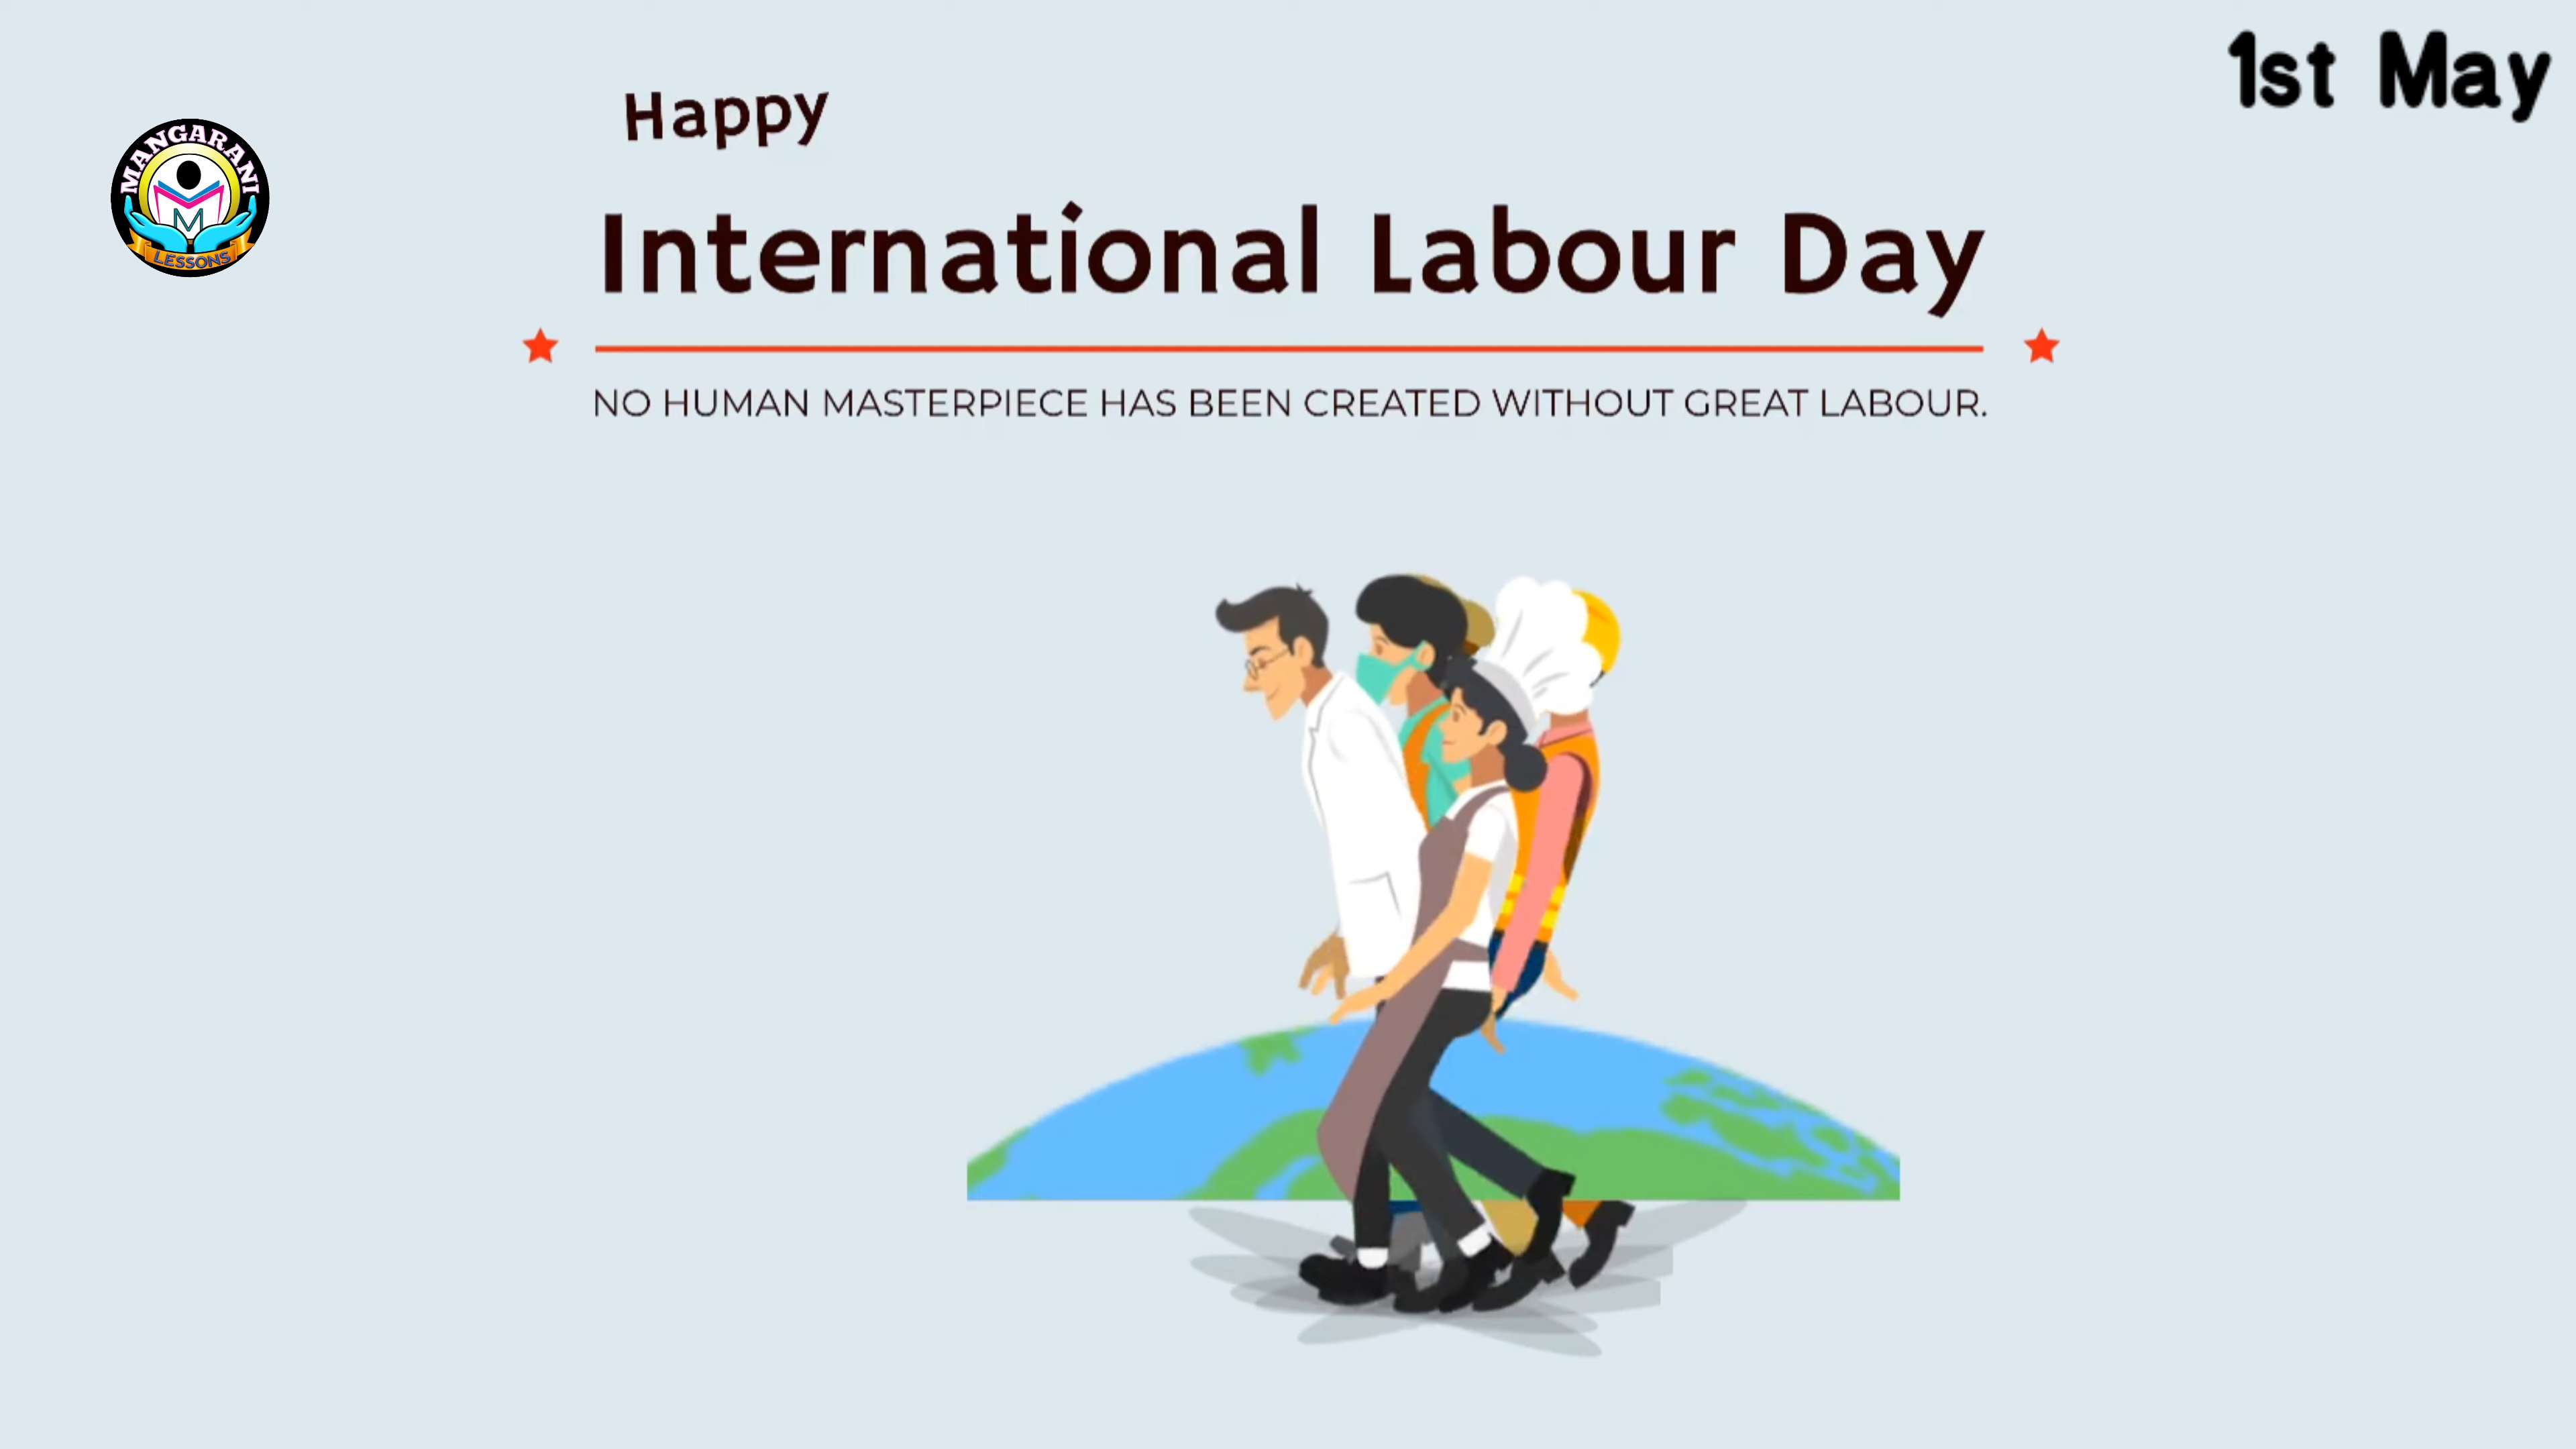 1st May
Happy
MANGARANI
M
LESSONS
International Labour Day
NO HUMAN MASTERPIECE HAS BEEN CREATED WITHOUT GREAT LABOUR.